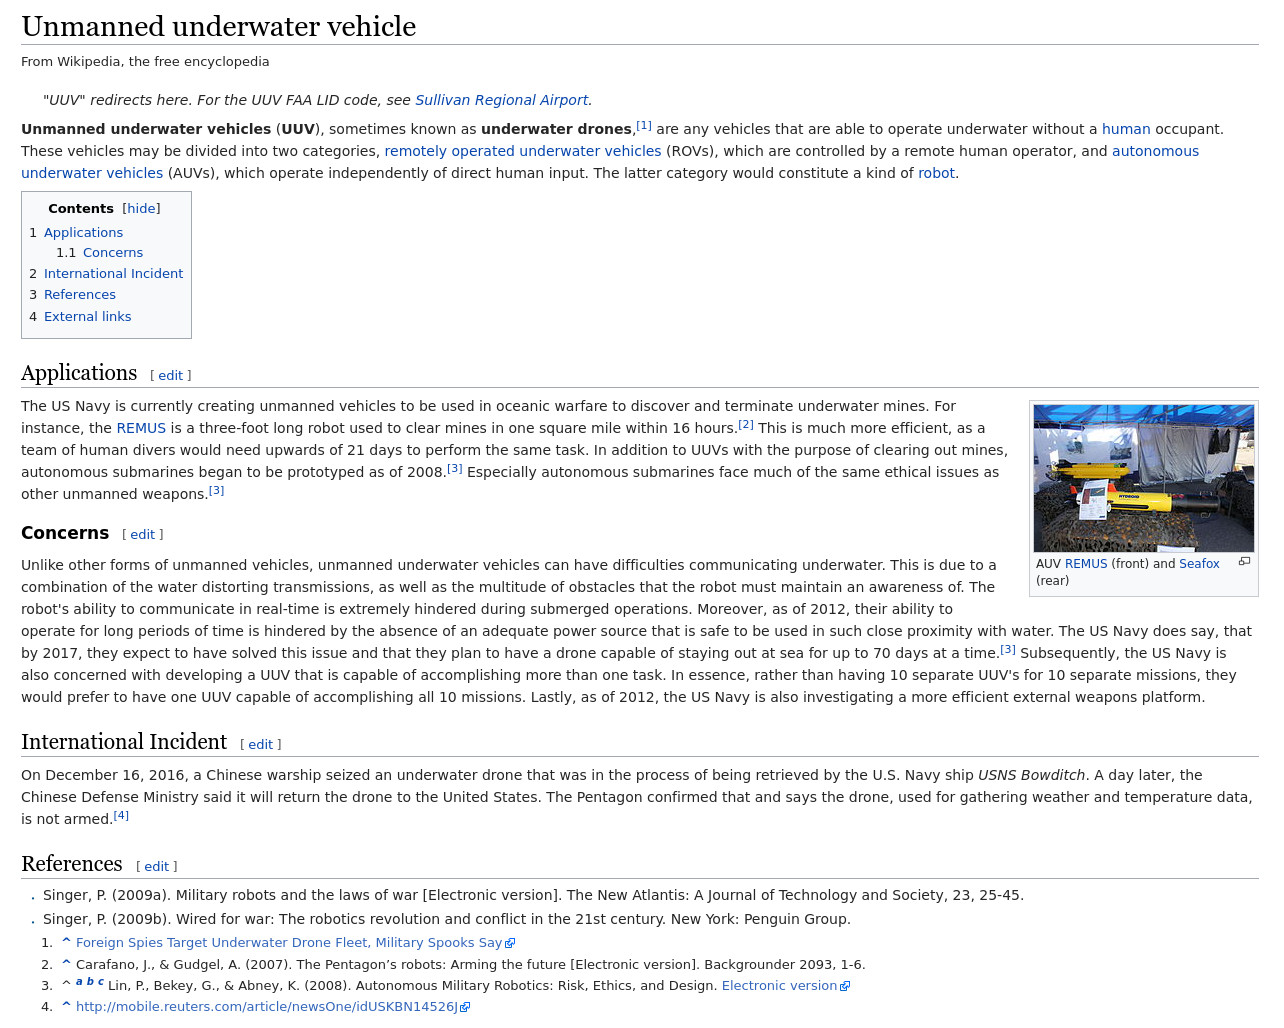 Unmanned underwater vehicle
From Wikipedia, the free encyclopedia
"UUV" redirects here. For the UUV FAA LID code, see Sullivan Regional Airport.
Unmanned underwater vehicles (UUV), sometimes known as underwater drones,[1] are any vehicles that are able to operate underwater without a human occupant.
These vehicles may be divided into two categories, remotely operated underwater vehicles (ROVs), which are controlled by a remote human operator, and autonomous
underwater vehicles (AUVs), which operate independently of direct human input. The latter category would constitute a kind of robot.
Contents [hide]
1 Applications
1.1 Concerns
2 International Incident
3 References
4 External links
Applications [ edit ]
The US Navy is currently creating unmanned vehicles to be used in oceanic warfare to discover and terminate underwater mines. For
instance, the REMUS is a three-foot long robot used to clear mines in one square mile within 16 hours.[2] This is much more efficient, as a
team of human divers would need upwards of 21 days to perform the same task. In addition to UUVs with the purpose of clearing out mines,
autonomous submarines began to be prototyped as of 2008.[3] Especially autonomous submarines face much of the same ethical issues as
other unmanned weapons.[3]
HYDROID
AUV REMUS (front) and Seafox
(rear)
Concerns [ edit ]
Unlike other forms of unmanned vehicles, unmanned underwater vehicles can have difficulties communicating underwater. This is due to a
combination of the water distorting transmissions, as well as the multitude of obstacles that the robot must maintain an awareness of. The
robot's ability to communicate in real-time is extremely hindered during submerged operations. Moreover, as of 2012, their ability to
operate for long periods of time is hindered by the absence of an adequate power source that is safe to be used in such close proximity with water. The US Navy does say, that
by 2017, they expect to have solved this issue and that they plan to have a drone capable of staying out at sea for up to 70 days at a time.[3] Subsequently, the US Navy is
also concerned with developing a UUV that is capable of accomplishing more than one task. In essence, rather than having 10 separate UUV's for 10 separate missions, they
would prefer to have one UUV capable of accomplishing all 10 missions. Lastly, as of 2012, the US Navy is also investigating a more efficient external weapons platform.
International Incident [ edit ]
On December 16, 2016, a Chinese warship seized an underwater drone that was in the process of being retrieved by the U.S. Navy ship USNS Bowditch. A day later, the
Chinese Defense Ministry said it will return the drone to the United States. The Pentagon confirmed that and says the drone, used for gathering weather and temperature data,
is not armed.[4]
References [ edit ]
Singer, P. (2009a). Military robots and the laws of war [Electronic version]. The New Atlantis: A Journal of Technology and Society, 23, 25-45.
Singer, P. (2009b). Wired for war: The robotics revolution and conflict in the 21st century. New York: Penguin Group.
1. ^ Foreign Spies Target Underwater Drone Fleet, Military Spooks Say
2. ^ Carafano, J., & Gudgel, A. (2007). The Pentagon’s robots: Arming the future [Electronic version]. Backgrounder 2093, 1-6.
3. ^ a b c Lin, P., Bekey, G., & Abney, K. (2008). Autonomous Military Robotics: Risk, Ethics, and Design. Electronic version
4. ^ http://mobile.reuters.com/article/newsOne/idUSKBN14526J